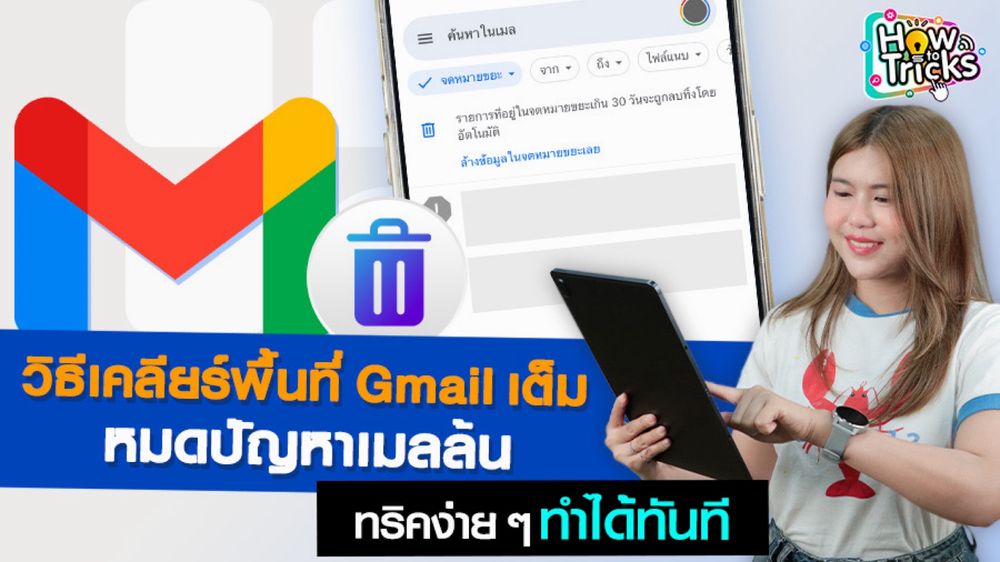 ค้นหาในเมล
จดหมายขยะ
จาก
ถึง
ไฟล์แนบ
รายการที่อยู่ในจดหมายขยะเกิน 30 วันจะถูกลบทิ้งโดย
อัตโนมัติ
ล้างข้อมูลในจดหมายขยะเลย
How
to
Tricks
วิธีเคลียร์พื้นที่ Gmail เต็ม
หมดปัญหาเมลล้น
ทริคง่าย ๆ ทำได้ทันที